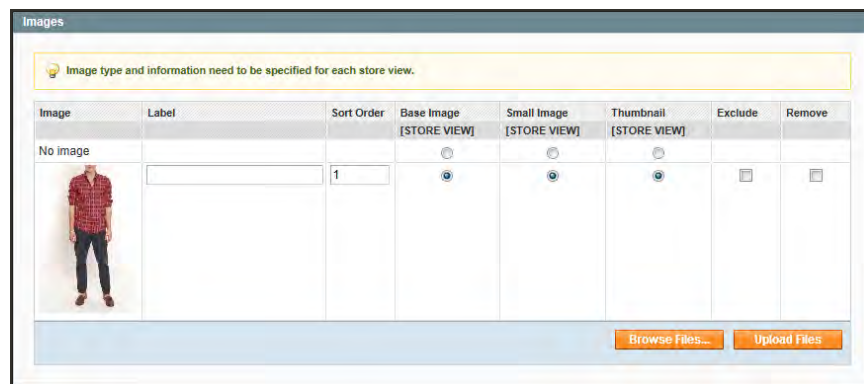 Images
Image type and information need to be specified for each store view.
Image Label Sort Order Base Image Small Image Thumbnail Exclude Remove
[STORE VIEW] [STORE VIEW] [STORE VIEW]
No image
1
Browse Files... Upload Files